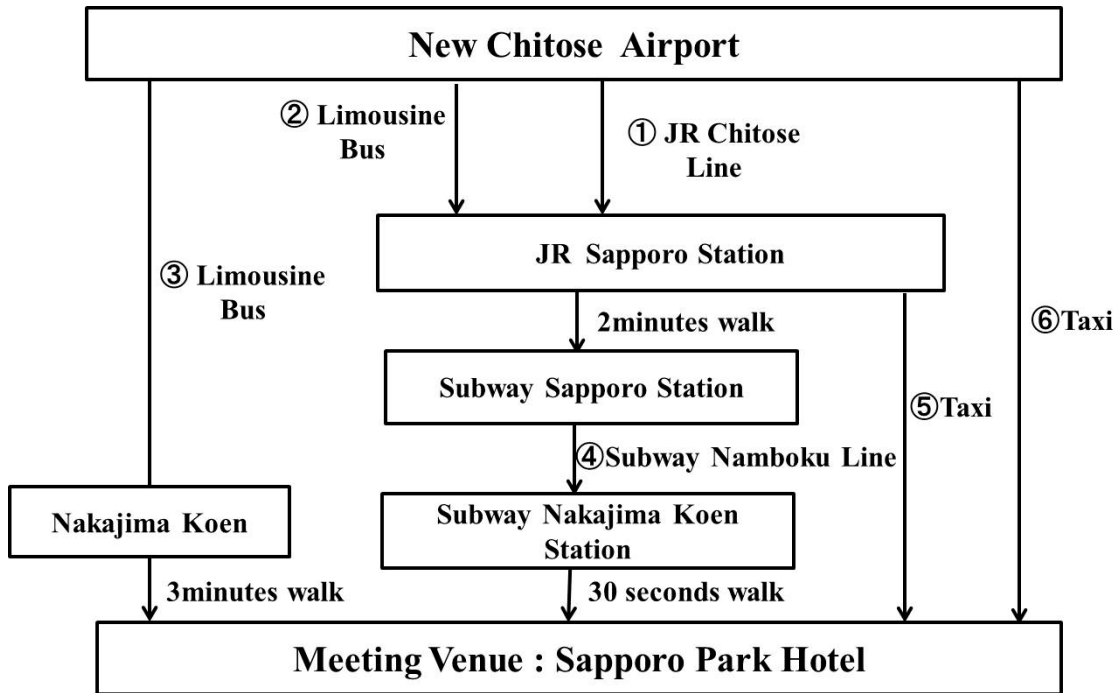 New Chitose Airport
② Limousine
Bus
① JR Chitose
Line
③ Limousine
Bus
JR Sapporo Station
⑥Taxi
2minutes walk
Subway Sapporo Station
⑤Taxi
④Subway Namboku Line
Nakajima Koen
Subway Nakajima Koen
Station
3minutes walk
30 seconds walk
Meeting Venue : Sapporo Park Hotel